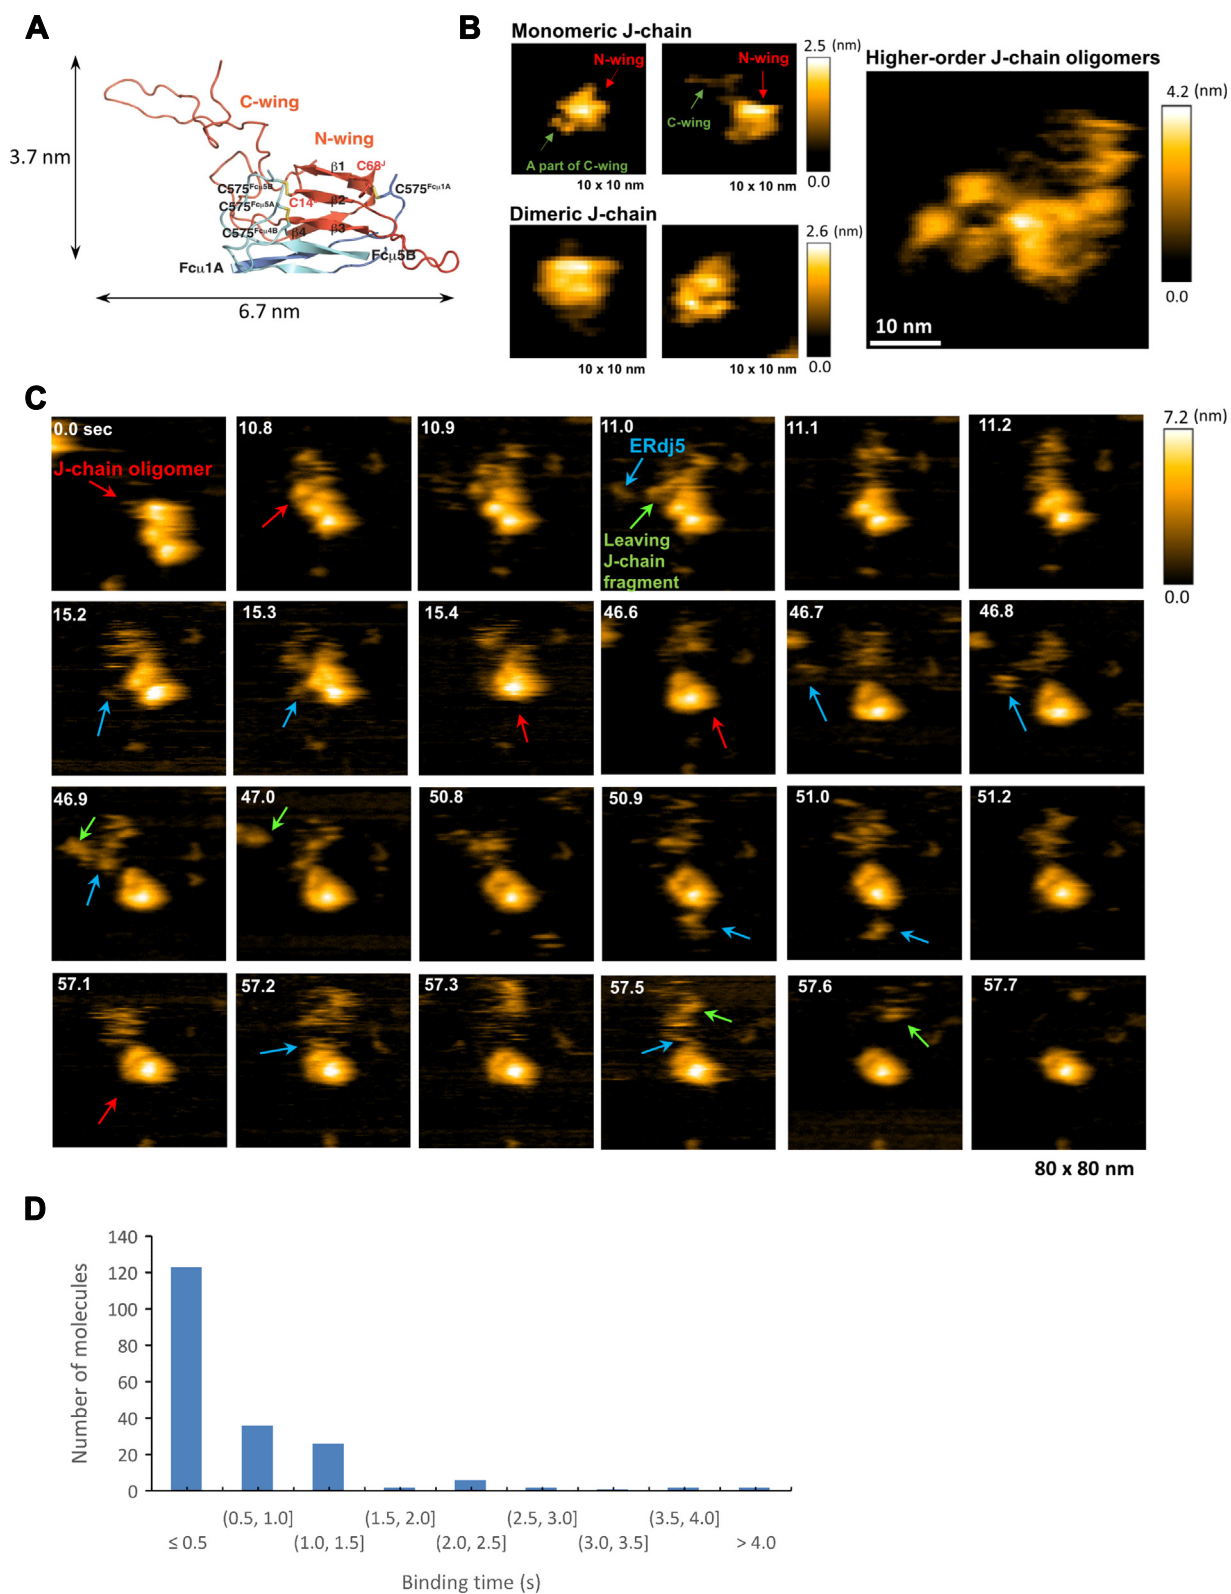 A
C-wing
N-wing
3.7 nm
β1
C68J
C575Fcμ5B
C575Fcμ1A
C575Fcμ5A
C14J
β2
C575Fcμ4B
β4
β3
Fcμ1A
Fcμ5B
6.7 nm
B
Monomeric J-chain
N-wing
A part of C-wing
10 x 10 nm
N-wing
C-wing
10 x 10 nm
2.5 (nm)
0.0
Dimeric J-chain
10 x 10 nm
10 x 10 nm
2.6 (nm)
0.0
Higher-order J-chain oligomers
10 nm
4.2 (nm)
0.0
C
0.0 sec
J-chain oligomer
10.8
10.9
11.0
ERdj5
Leaving
J-chain
fragment
11.1
11.2
7.2 (nm)
0.0
15.2
15.3
15.4
46.6
46.7
46.8
46.9
47.0
50.8
50.9
51.0
51.2
57.1
57.2
57.3
57.5
57.6
57.7
80 x 80 nm
D
Number of molecules
140
120
100
80
60
40
20
0
≤ 0.5
(0.5, 1.0]
(1.0, 1.5]
(1.5, 2.0]
(2.0, 2.5]
(2.5, 3.0]
(3.0, 3.5]
(3.5, 4.0]
> 4.0
Binding time (s)